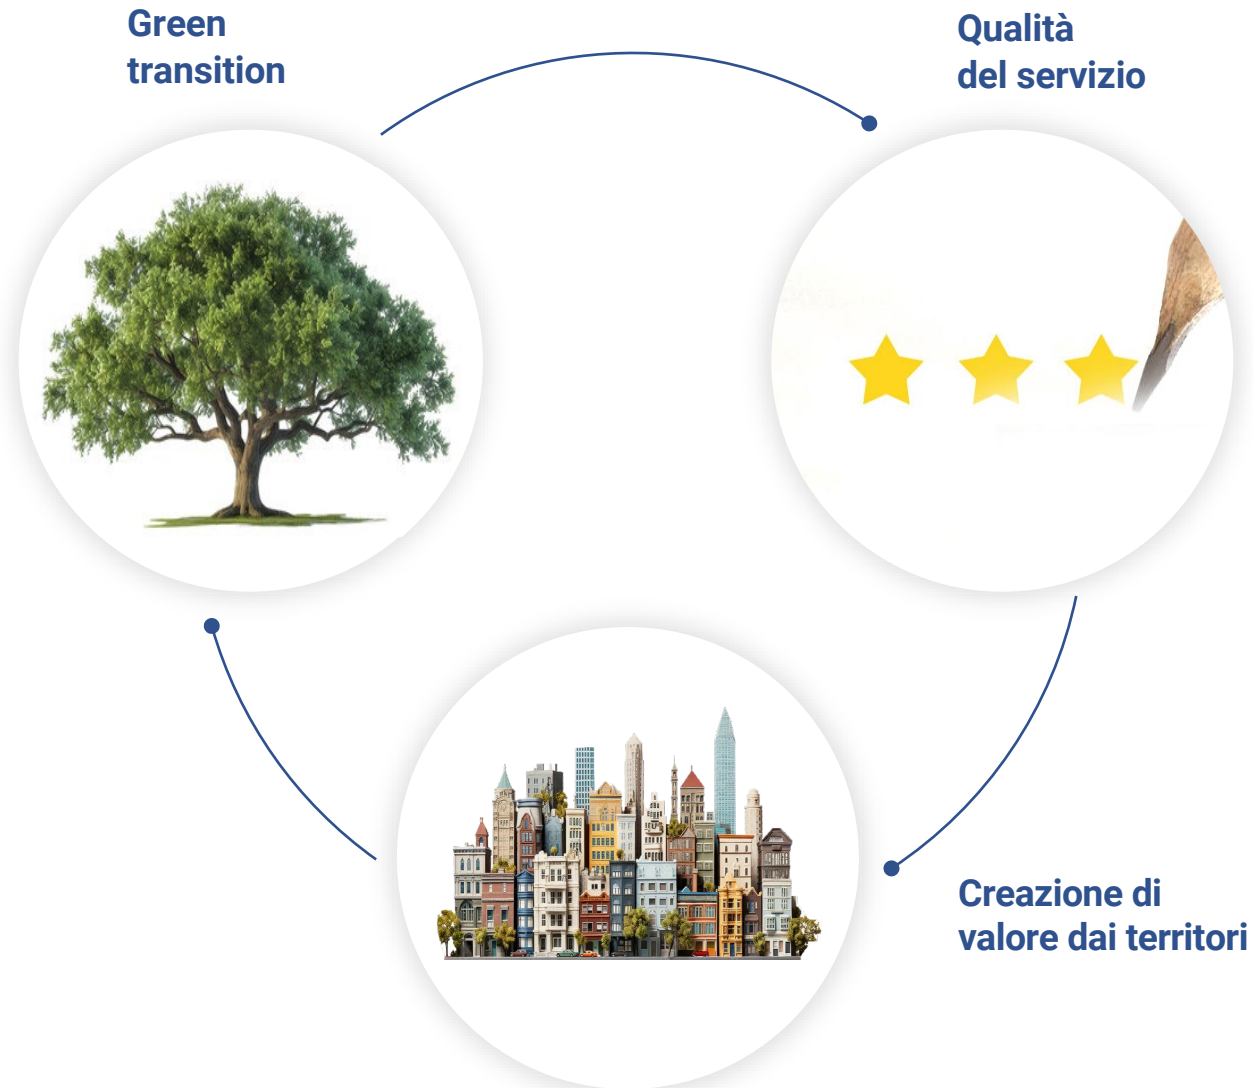 Green
transition
Qualità
del servizio
Creazione di
valore dai territori